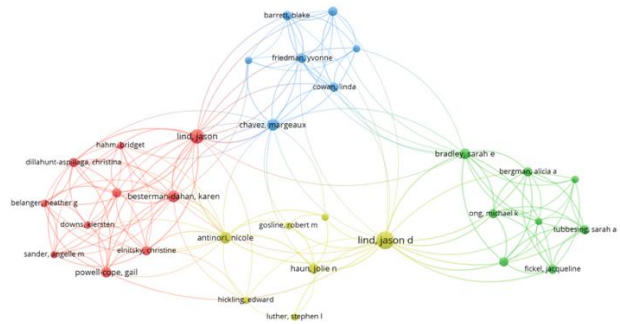 barrett, blake
friedman, yvonne
cowan, linda
chavez, margeaux
lind, jason
hahm, bridget
dillahunt-aspillaga, christina
bradley, sarah e
bergman, alicia a
besterman-dahan, karen
belanger, heather g
ong, michael k
downs, kiersten
gosline, robert m
tubbesing, sarah a
antinori, nicole
lind, jason d
elnitsky, christine
sander, angelle m
powell-cope, gail
haun, jolie n
fickel, jacqueline
hickling, edward
luther, stephen l